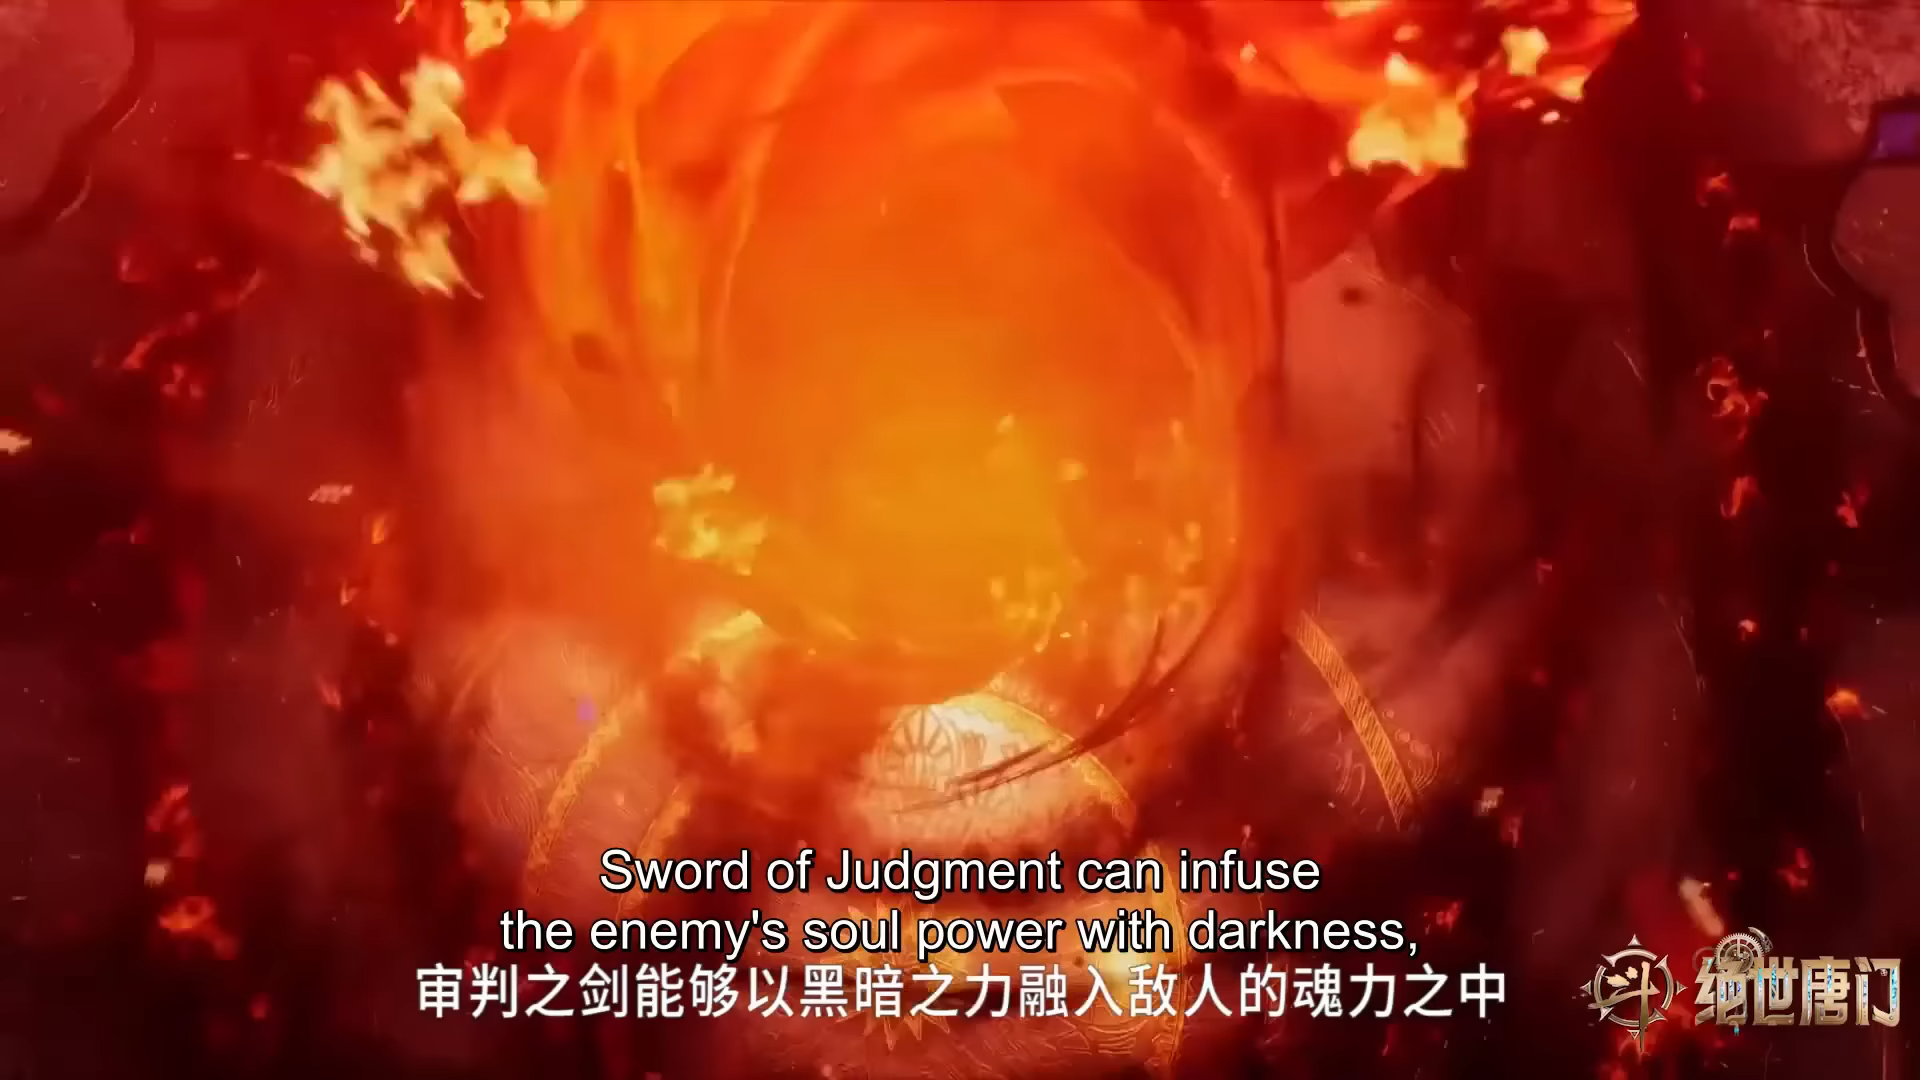 Sword of Judgment can infuse
the enemy's soul power with darkness,
审判之剑能够以黑暗之力融入敌人的魂力之中
斗 绝世唐门